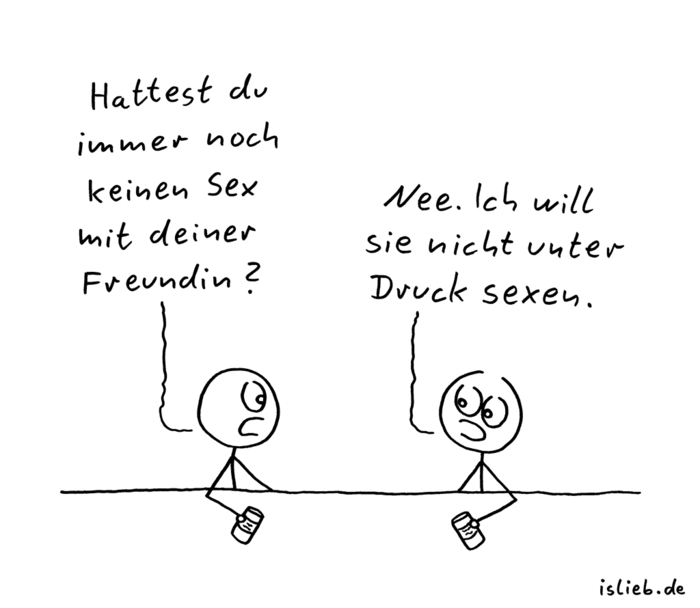 Hattest du
immer noch
keinen Sex
mit deiner
Freundin?
Nee. Ich will
sie nicht unter
Druck sexen.
islieb.de